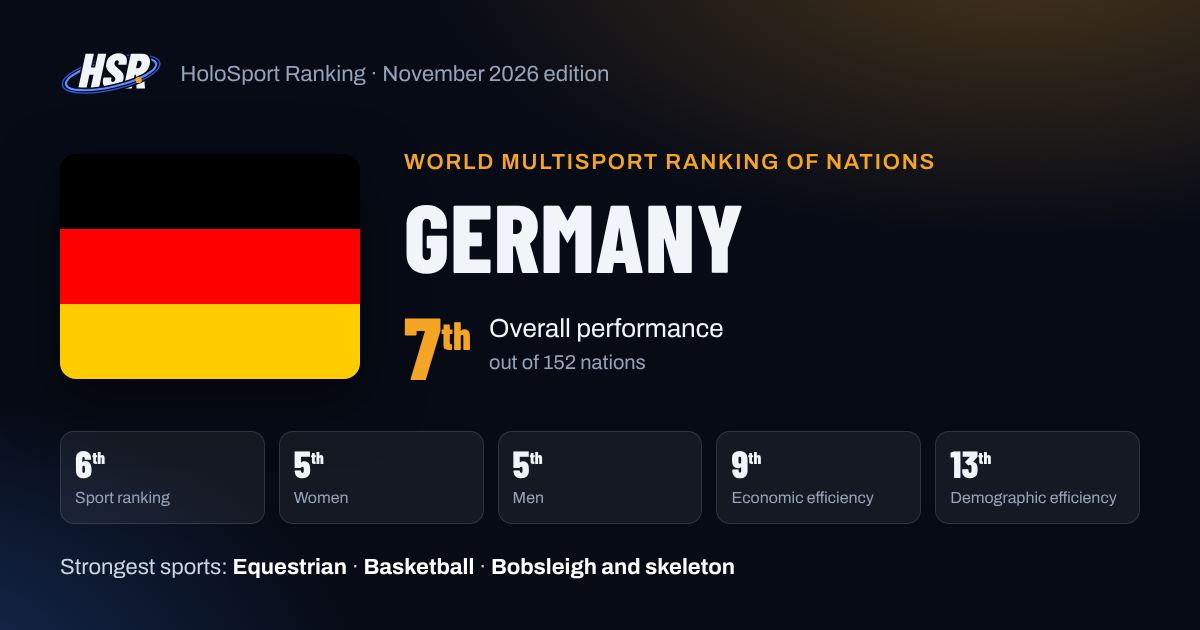 HSR
HoloSport Ranking · November 2026 edition
WORLD MULTISPORT RANKING OF NATIONS
GERMANY
7th
Overall performance
out of 152 nations
6th
Sport ranking
5th
Women
5th
Men
9th
Economic efficiency
13th
Demographic efficiency
Strongest sports: Equestrian · Basketball · Bobsleigh and skeleton